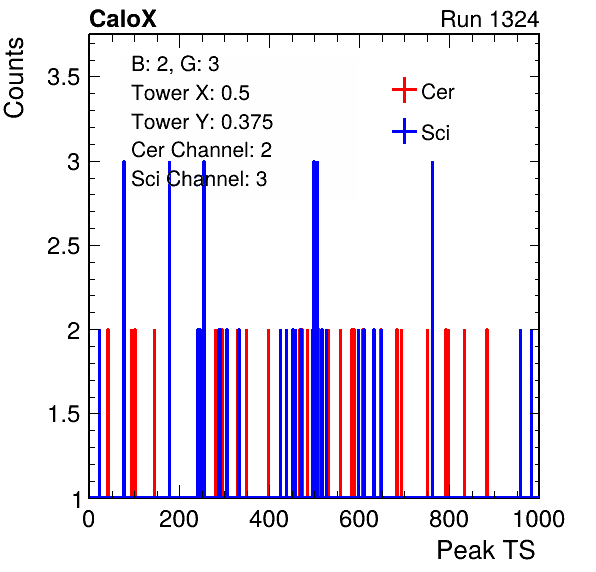 CaloX
Run 1324
Counts
B: 2, G: 3
Tower X: 0.5
Tower Y: 0.375
Cer Channel: 2
Sci Channel: 3
Cer
Sci
3.5
3
2.5
2
1.5
1
0 200 400 600 800 1000
Peak TS